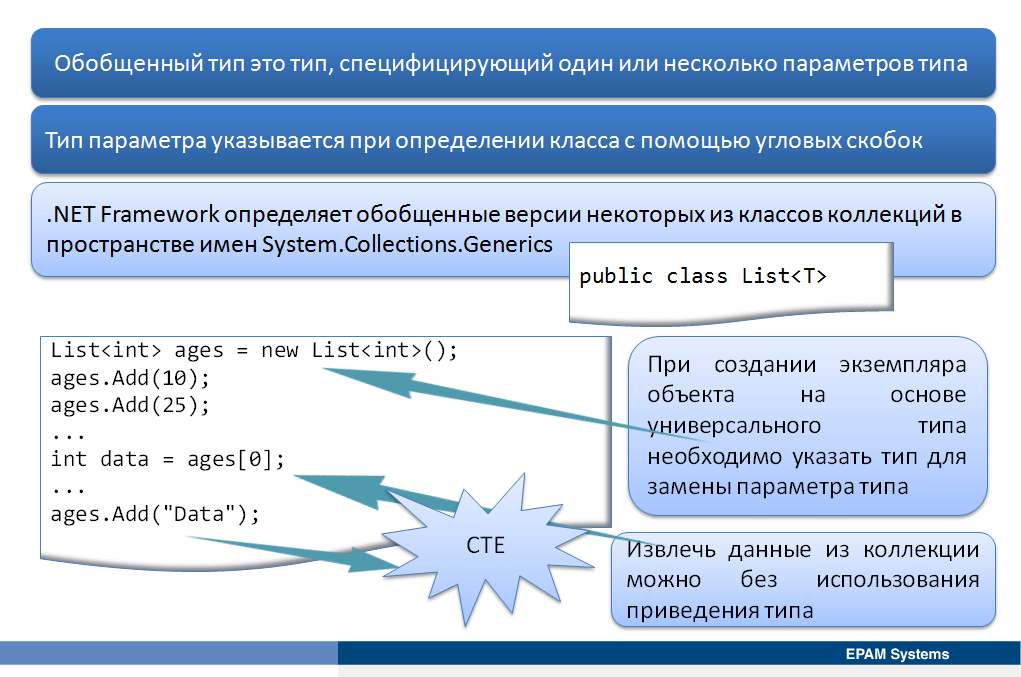 Обобщенный тип это тип, специфицирующий один или несколько параметров типа
Тип параметра указывается при определении класса с помощью угловых скобок
.NET Framework определяет обобщенные версии некоторых из классов коллекций в
пространстве имен System.Collections.Generics
public class List<T>
List<int> ages = new List<int>();
ages.Add(10);
ages.Add(25);
...
int data = ages[0];
...
ages.Add("Data");
При создании экземпляра
объекта на основе
универсального типа
необходимо указать тип для
замены параметра типа
CTE
Извлечь данные из коллекции
можно без использования
приведения типа
EPAM Systems